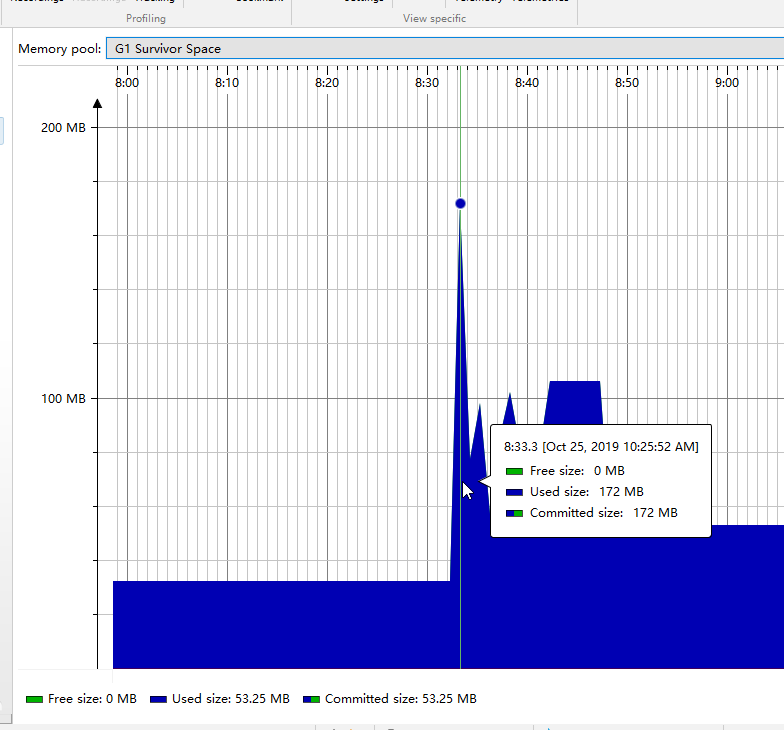 Profiling
View specific
Memory pool: G1 Survivor Space
8:00 8:10 8:20 8:30 8:40 8:50 9:00
200 MB
100 MB
8:33.3 [Oct 25, 2019 10:25:52 AM]
Free size: 0 MB
Used size: 172 MB
Committed size: 172 MB
Free size: 0 MB Used size: 53.25 MB Committed size: 53.25 MB